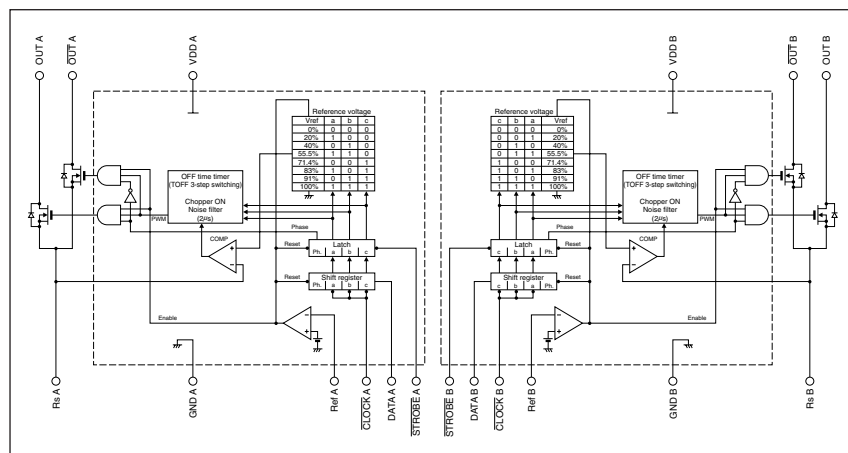 OUT A
OUT A
VDD A
VDD B
OUT B
OUT B
Reference voltage
Vref a b c
0% 0 0 0
20% 1 0 0
40% 0 1 0
55.5% 1 1 0
71.4% 0 0 1
83% 1 0 1
91% 0 1 1
100% 1 1 1
OFF time timer
(TOFF 3-step switching)
Chopper ON
Noise filter
(2μs)
PWM
COMP
+
−
Phase
Reset
Latch
Ph. a b c
Reset
Shift register
Ph. a b c
Enable
−
+
Reference voltage
c b a Vref
0 0 0 0%
0 0 1 20%
0 1 0 40%
0 1 1 55.5%
1 0 0 71.4%
1 0 1 83%
1 1 0 91%
1 1 1 100%
OFF time timer
(TOFF 3-step switching)
Chopper ON
Noise filter
(2μs)
PWM
COMP
+
−
Phase
Latch
c b a Ph.
Reset
Shift register
c b a Ph.
Reset
Enable
−
+
Rs A
GND A
Ref A
CLOCK A
DATA A
STROBE A
STROBE B
DATA B
CLOCK B
Ref B
GND B
Rs B